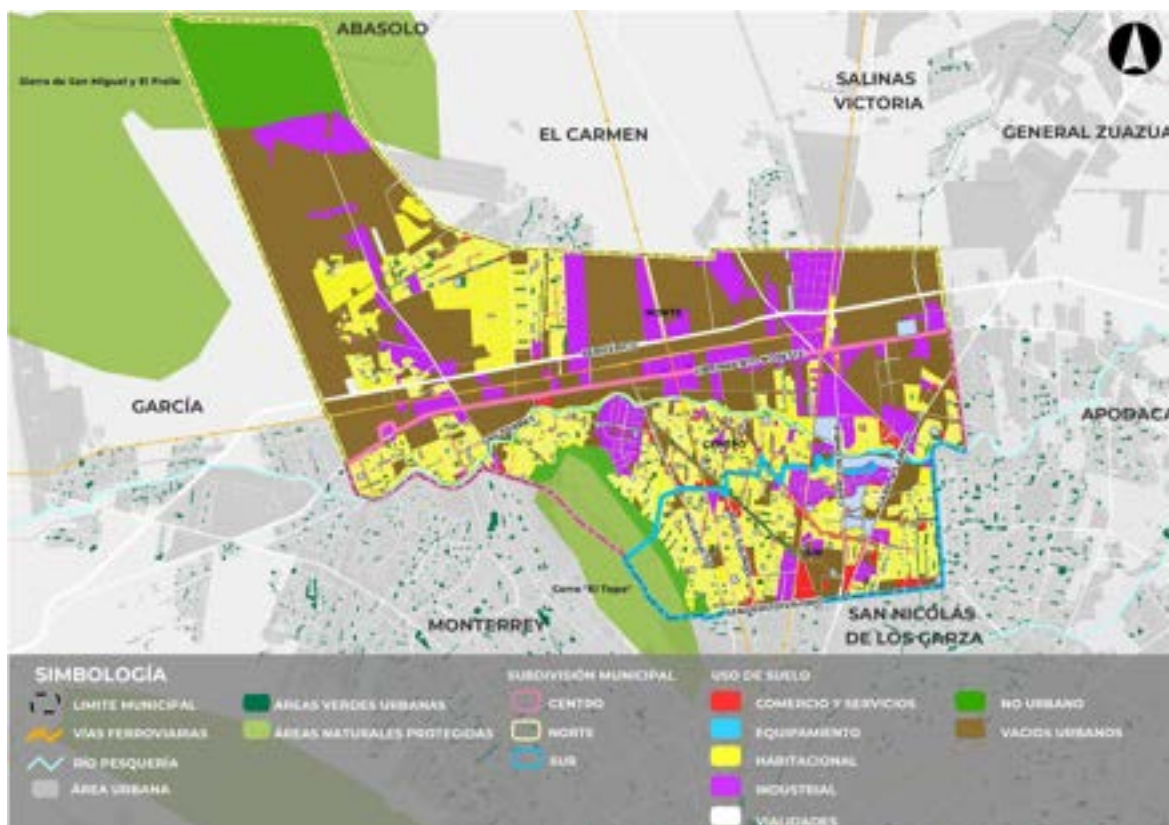 ABASOLO
Sierra de San Miguel y El Fraile
SALINAS
VICTORIA
EL CARMEN
GENERAL ZUAZUA
NORTE
GARCÍA
APODACA
CENTRO
SUR
Cerro "El Topo"
MONTERREY
SAN NICOLÁS
DE LOS GARZA
SIMBOLOGÍA
LIMITE MUNICIPAL
VÍAS FERROVIARIAS
RÍO PESQUERÍA
ÁREA URBANA
ÁREAS VERDES URBANAS
ÁREAS NATURALES PROTEGIDAS
SUBDIVISIÓN MUNICIPAL
CENTRO
NORTE
SUR
USO DE SUELO
COMERCIO Y SERVICIOS
EQUIPAMIENTO
HABITACIONAL
INDUSTRIAL
VIALIDADES
NO URBANO
VACIOS URBANOS